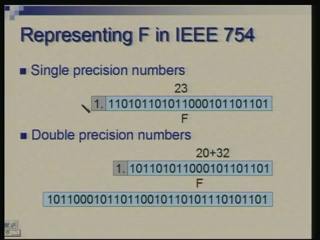 Representing F in IEEE 754
Single precision numbers
23
1. 11010110101100010110 1101
F
Double precision numbers
20+32
1. 101101011000101101101
F
10110001011011001011010111 10101101